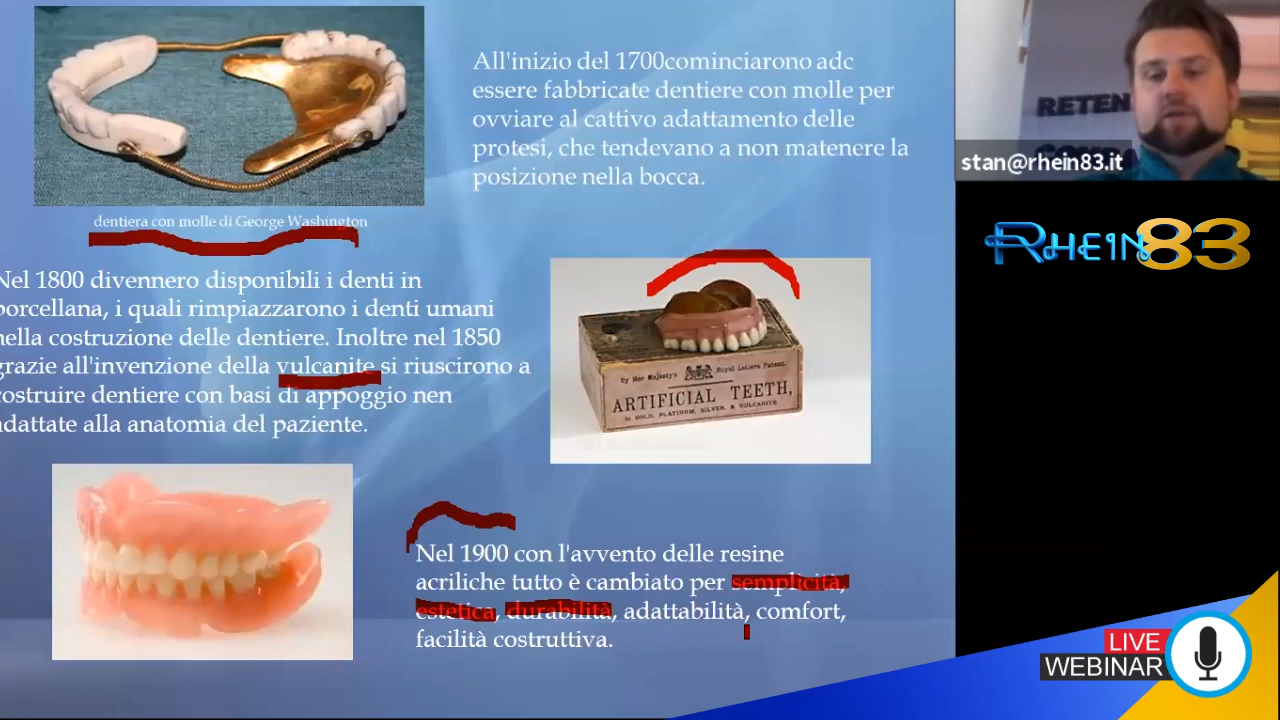 All'inizio del 1700cominciarono adc
essere fabbricate dentiere con molle per
ovviare al cattivo adattamento delle
protesi, che tendevano a non matenere la
posizione nella bocca.
dentiera con molle di George Washington
Nel 1800 divennero disponibili i denti in
porcellana, i quali rimpiazzarono i denti umani
nella costruzione delle dentiere. Inoltre nel 1850
grazie all'invenzione della vulcanite si riuscirono a
costruire dentiere con basi di appoggio nen
adattate alla anatomia del paziente.
by Her Majesty's Royal Letters Patent.
ARTIFICIAL TEETH,
in GOLD, PLATINUM, SILVER, & VULCANITE.
Nel 1900 con l'avvento delle resine
acriliche tutto è cambiato per semplicità,
estetica, durabilità, adattabilità, comfort,
facilità costruttiva.
RETEN
stan@rhein83.it
RHEIN83
LIVE
WEBINAR